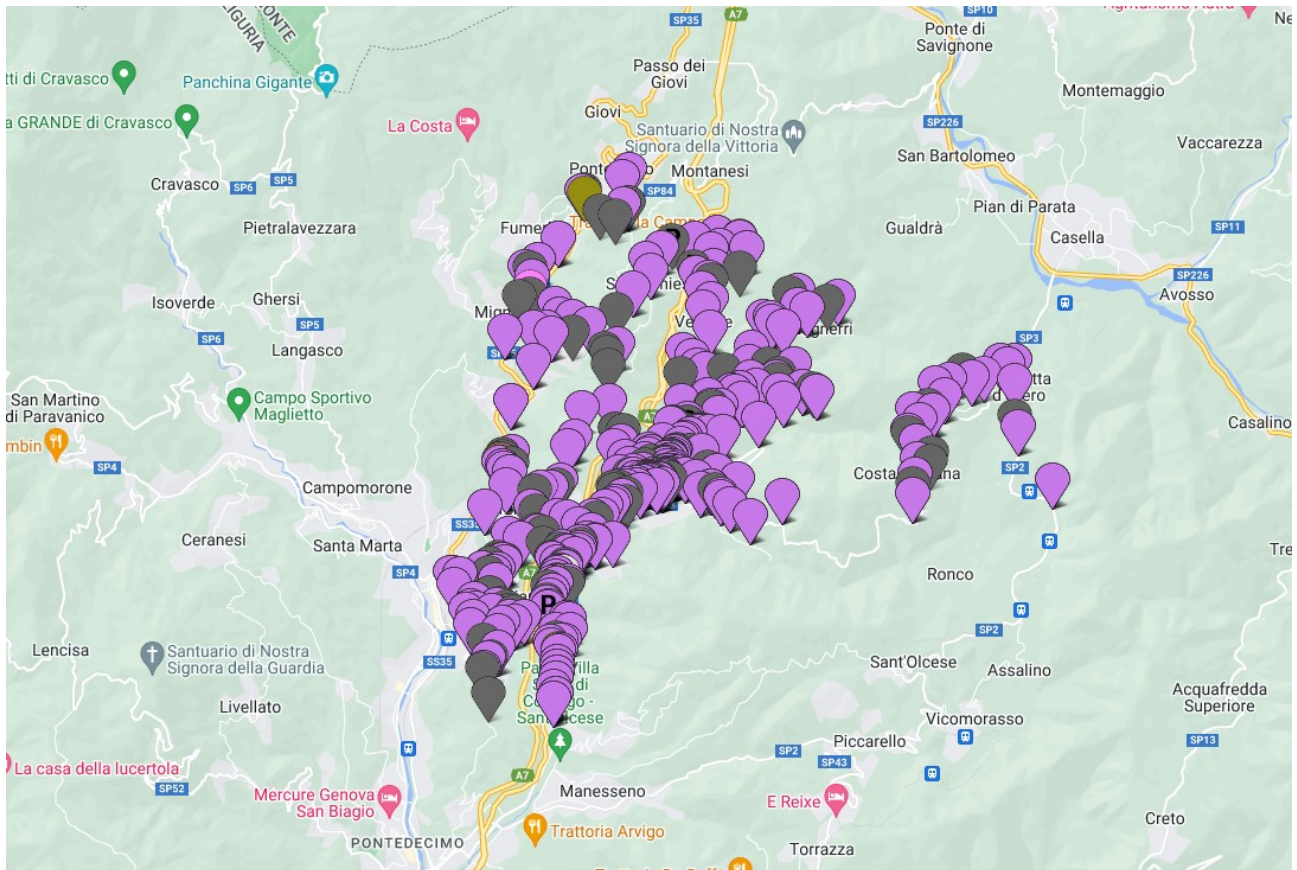 SP35
A7
SP10
Ponte di
Savignone
ONTE
LIGURIA
Passo dei
Giovi
tti di Cravasco
Panchina Gigante
Montemaggio
Giovi
a GRANDE di Cravasco
La Costa
Santuario di Nostra
Signora della Vittoria
SP226
Vaccarezza
San Bartolomeo
Cravasco
SP6
SP5
SP84
Montanesi
Pian di Parata
Pietralavezzara
Gualdrà
Casella
SP11
SP226
Avosso
Isoverde
Ghersi
SP5
SP6
Langasco
SP3
San Martino
di Paravanico
Campo Sportivo
Maglietto
A7
Casalino
mbin
SP4
SP2
Campomorone
Ceranesi
Santa Marta
SP4
A7
Ronco
P
SP2
Lencisa
Santuario di Nostra
Signora della Guardia
SS35
Sant'Olcese
Assalino
Livellato
Acquafredda
Superiore
Vicomorasso
Piccarello
SP2
SP13
SP43
La casa della lucertola
A7
SP52
Manesseno
Mercure Genova
San Biagio
E Reixe
Creto
Trattoria Arvigo
PONTEDECIMO
Torrazza